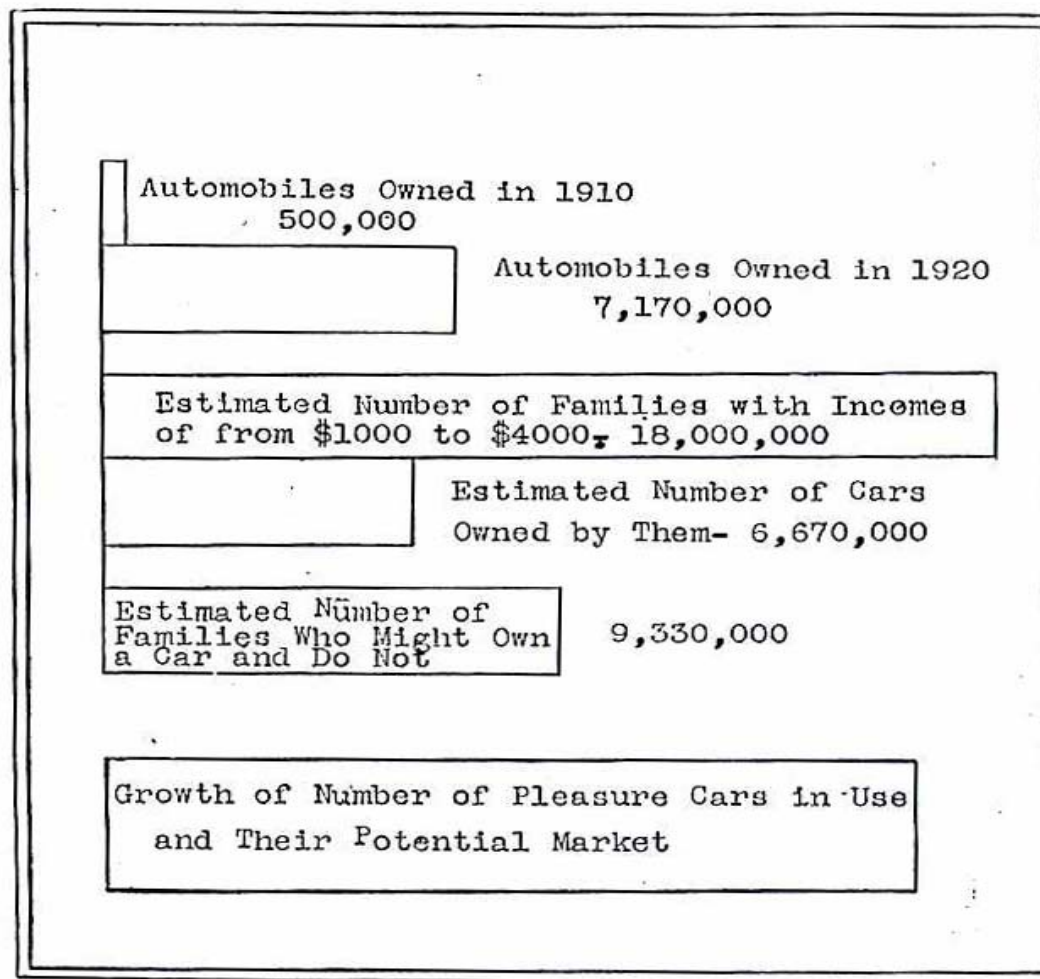 Automobiles Owned in 1910
500,000
Automobiles Owned in 1920
7,170,000
Estimated Number of Families with Incomes
of from $1000 to $4000- 18,000,000
Estimated Number of Cars
Owned by Them- 6,670,000
Estimated Number of
Families Who Might Own
a Car and Do Not
9,330,000
Growth of Number of Pleasure Cars in Use
and Their Potential Market